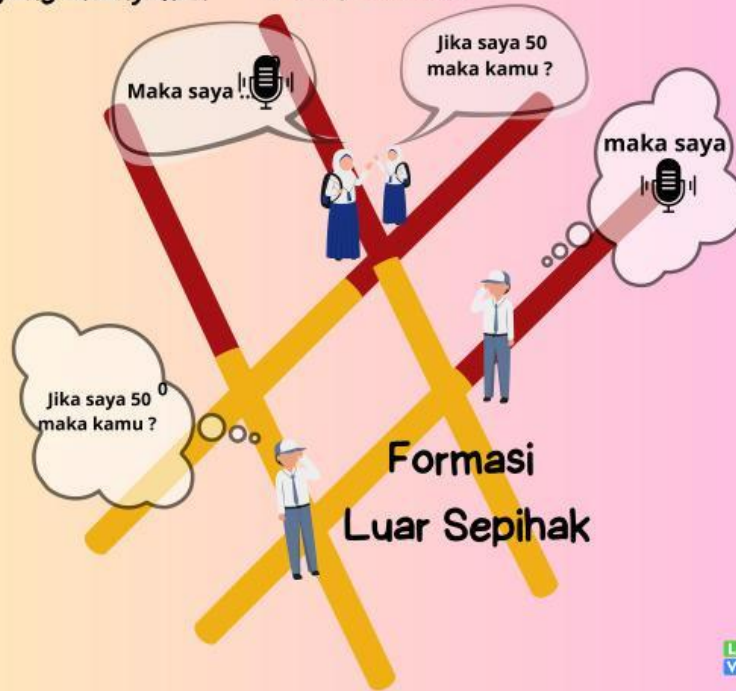 Maka saya ...
Jika saya 50
maka kamu ?
maka saya
Jika saya 50 0
maka kamu ?
Formasi
Luar Sepihak